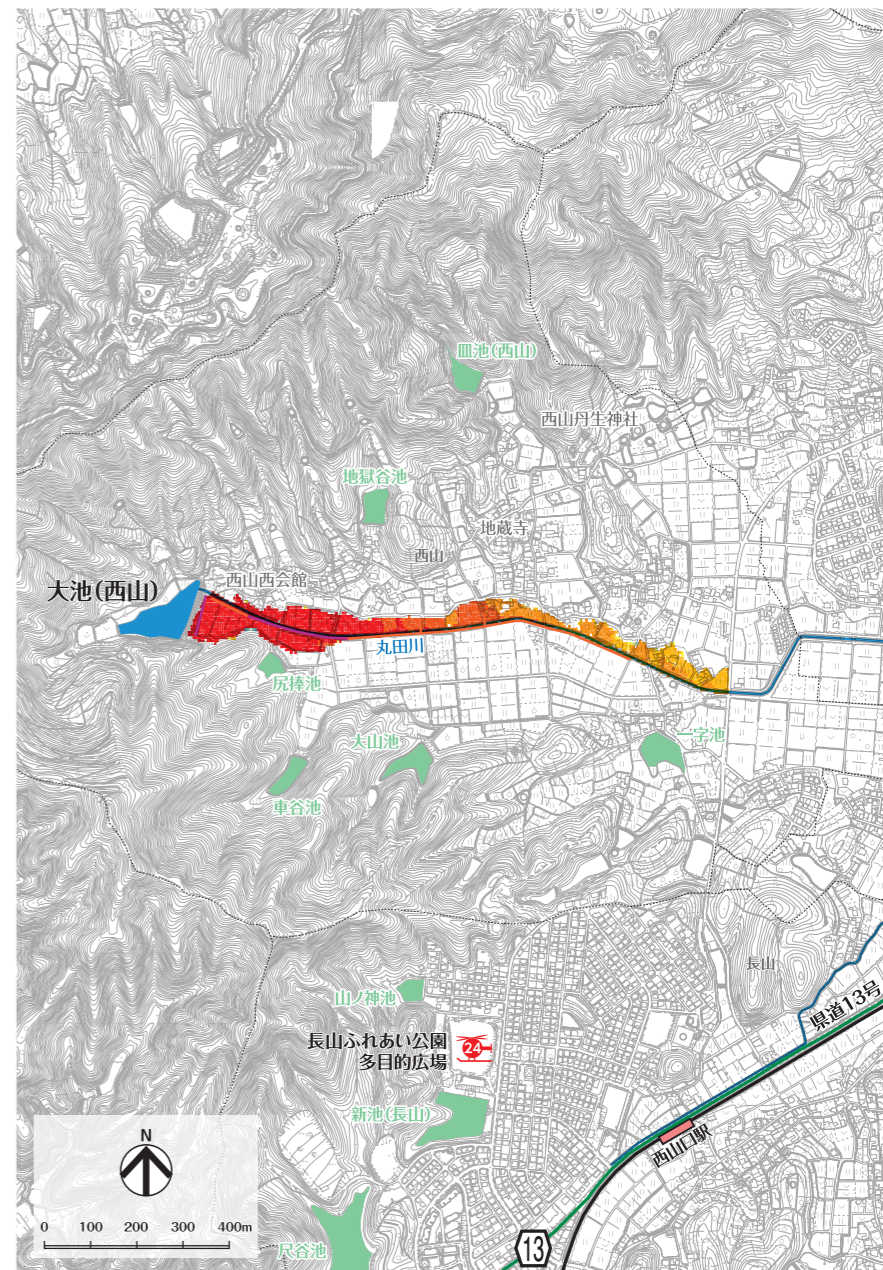 皿池(西山)
西山丹生神社
地獄谷池
地蔵寺
西山
大池(西山)
西山西会館
丸田川
尻捧池
大山池
一字池
車谷池
長山
山ノ神池
県道13号
長山ふれあい公園
多目的広場
24
新池(長山)
西山口駅
N
0 100 200 300 400m
尺谷池
13